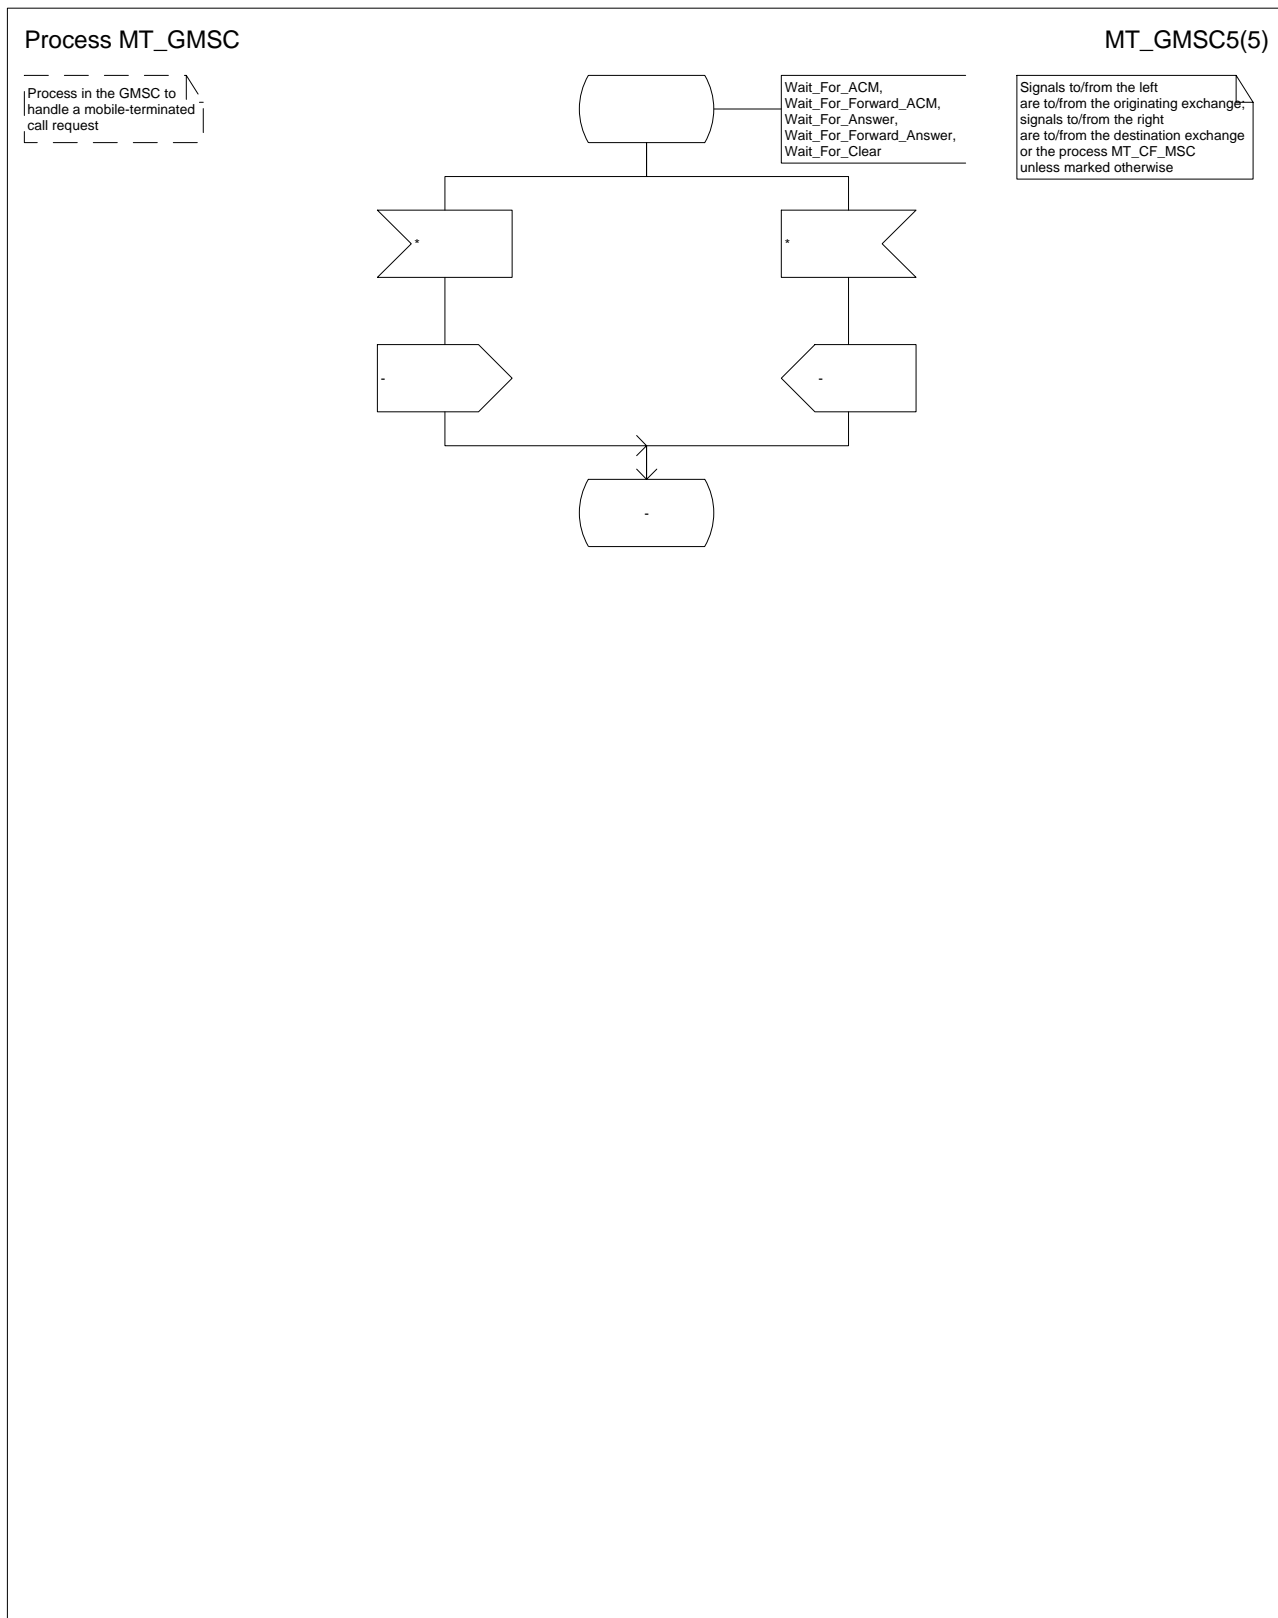 Process MT_GMSC
MT_GMSC5(5)
Process in the GMSC to
handle a mobile-terminated
call request
Wait_For_ACM,
Wait_For_Forward_ACM,
Wait_For_Answer,
Wait_For_Forward_Answer,
Wait_For_Clear
Signals to/from the left
are to/from the originating exchange;
signals to/from the right
are to/from the destination exchange
or the process MT_CF_MSC
unless marked otherwise
*
*
-
-
-